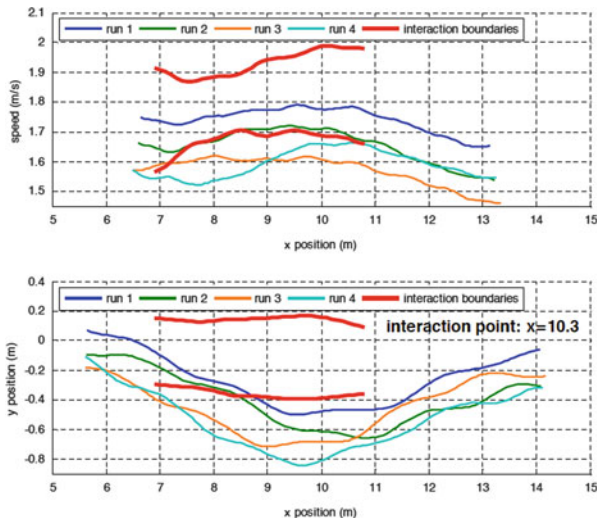 2.1
run 1 run 2 run 3 run 4 interaction boundaries
2
1.9
1.8
1.7
1.6
1.5
speed (m/s)
5 6 7 8 9 10 11 12 13 14 15
x position (m)
0.4
run 1 run 2 run 3 run 4 interaction boundaries
0.2
interaction point: x=10.3
0
-0.2
-0.4
-0.6
-0.8
y position (m)
5 6 7 8 9 10 11 12 13 14 15
x position (m)